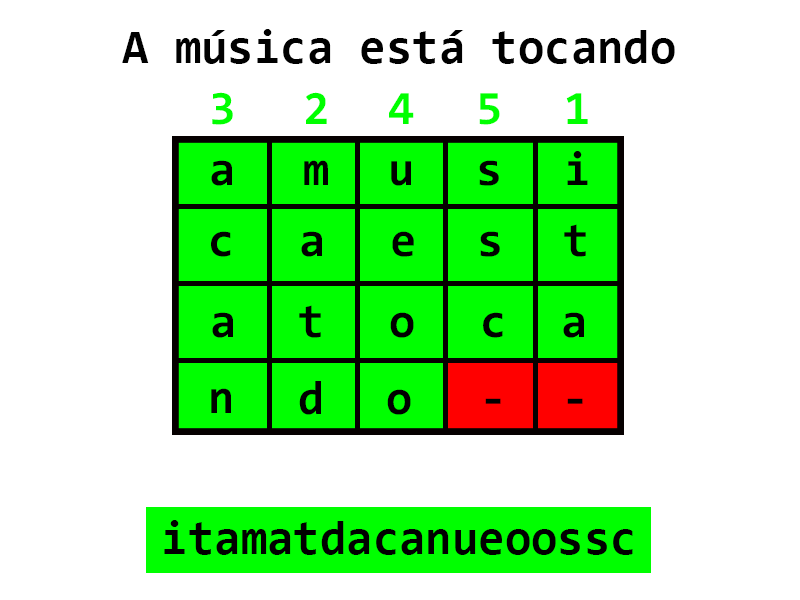 A música está tocando
3 2 4 5 1
a m u s i
c a e s t
a t o c a
n d o - -
itamatdacanueoossc